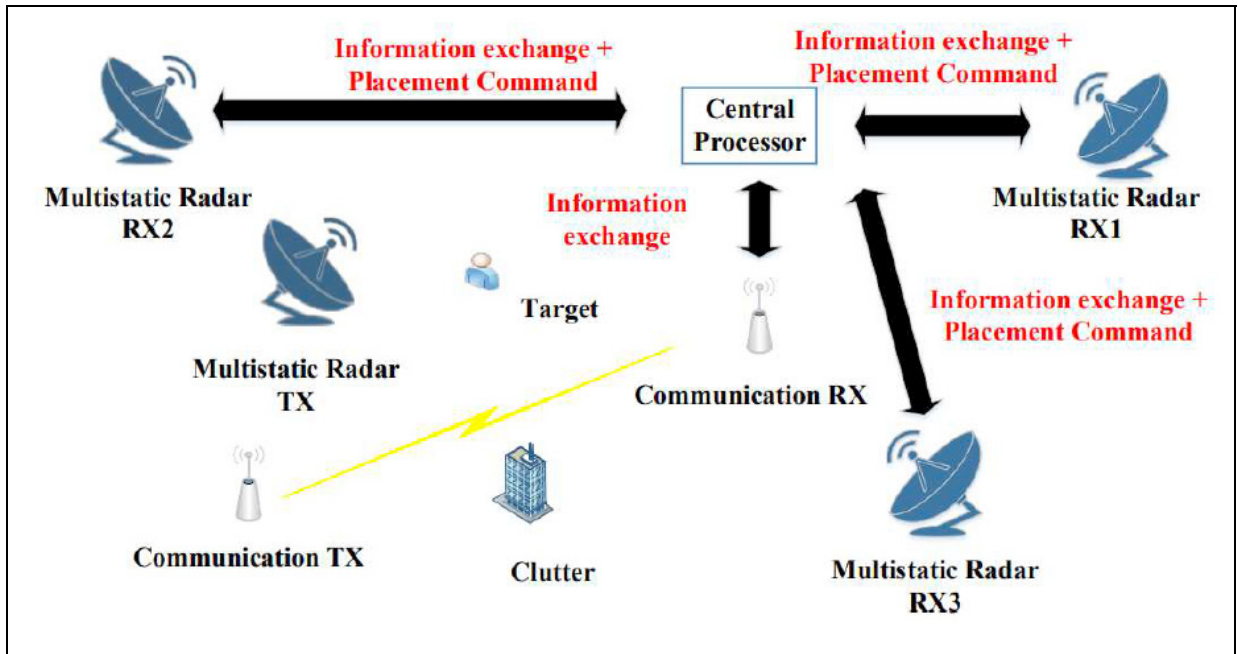 Information exchange +
Placement Command
Information exchange +
Placement Command
Central
Processor
Multistatic Radar
RX2
Multistatic Radar
RX1
Information
exchange
Target
Information exchange +
Placement Command
Multistatic Radar
TX
Communication RX
Communication TX
Clutter
Multistatic Radar
RX3